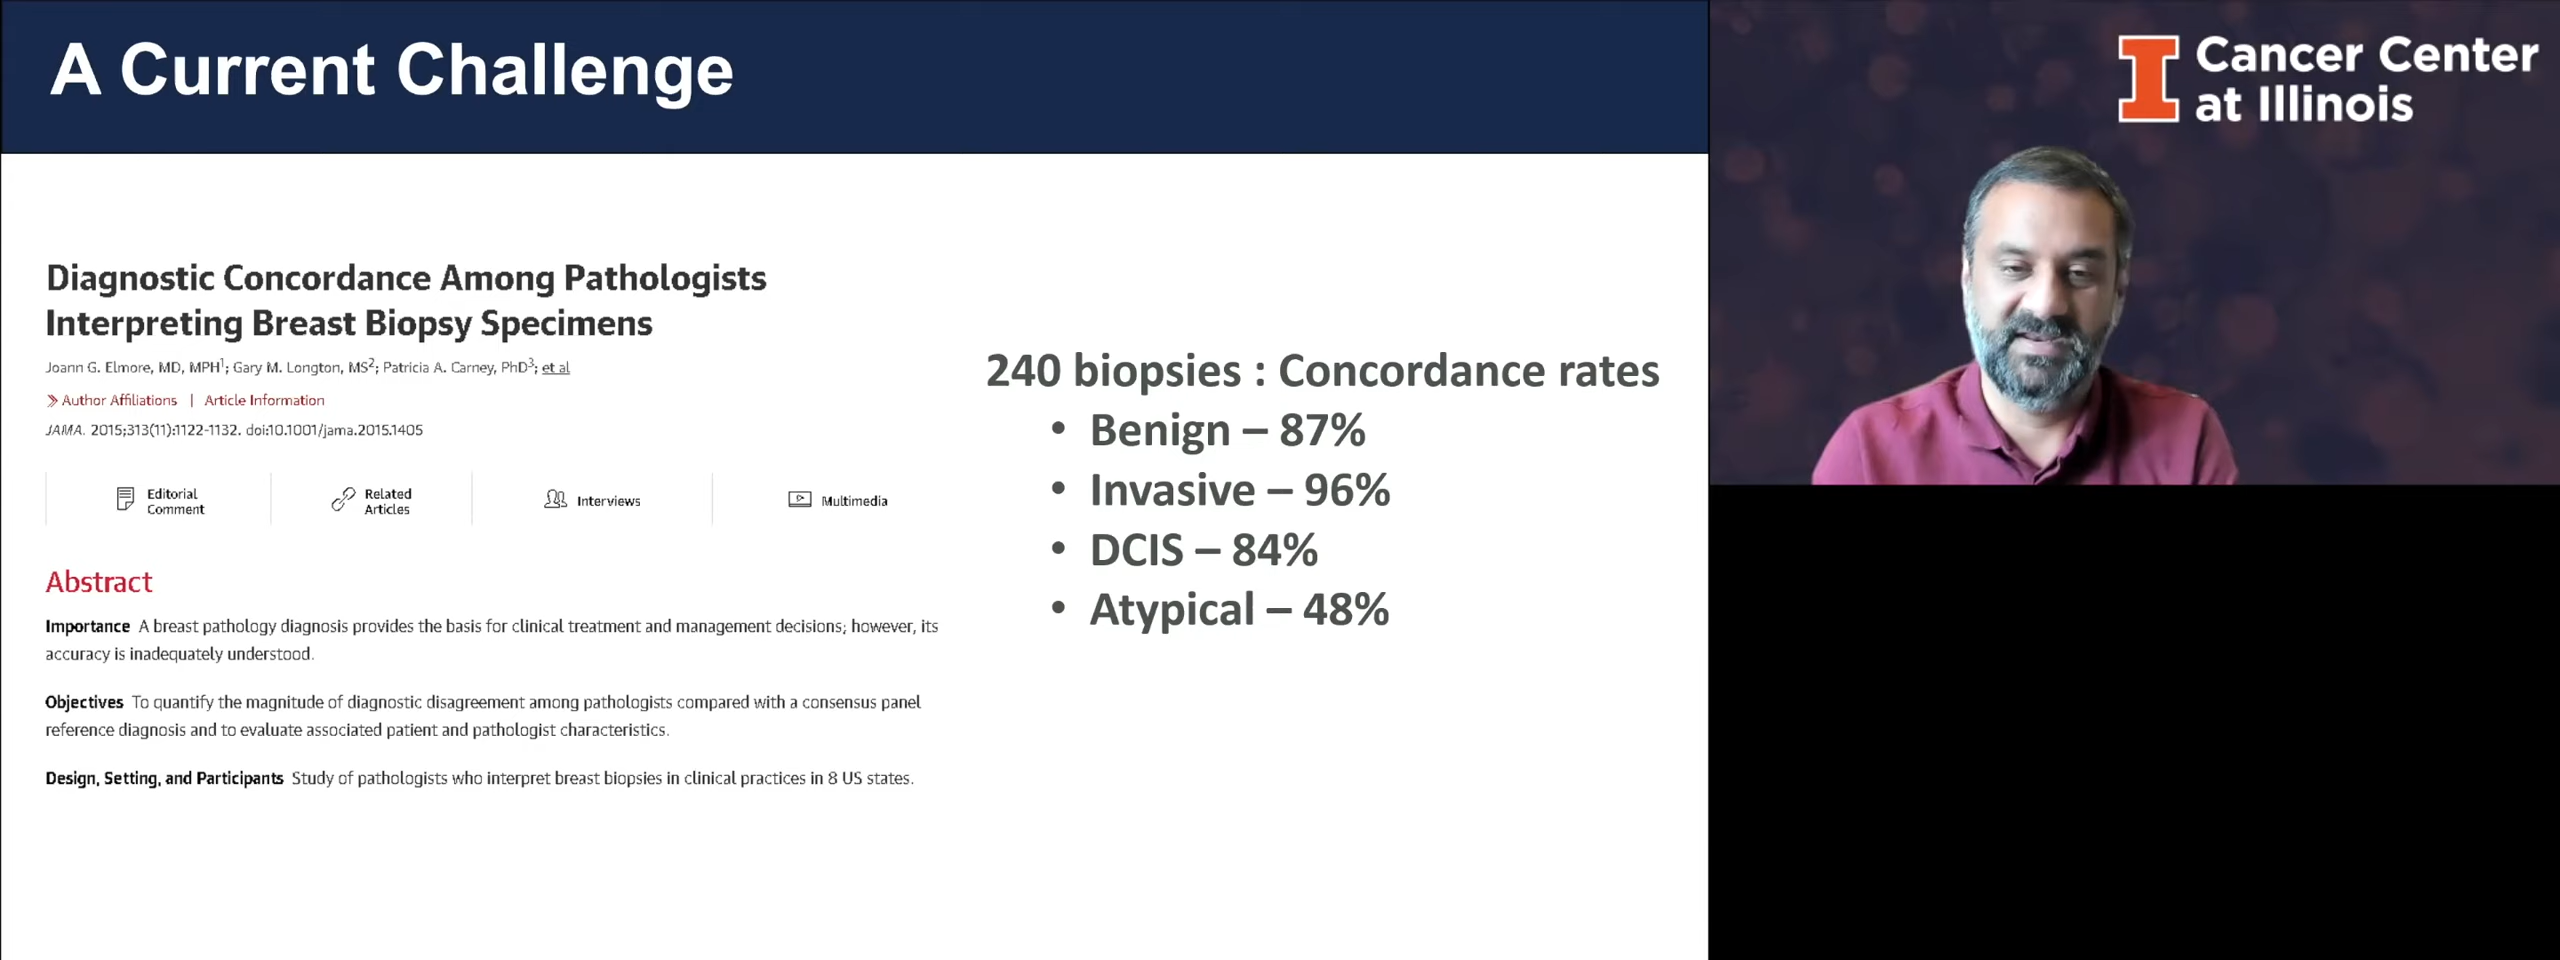 A Current Challenge
Cancer Center
at Illinois
Diagnostic Concordance Among Pathologists
Interpreting Breast Biopsy Specimens
Joann G. Elmore, MD, MPH1; Gary M. Longton, MS2; Patricia A. Carney, PhD3; et al
Author Affiliations | Article Information
JAMA. 2015;313(11):1122-1132. doi:10.1001/jama.2015.1405
Editorial
Comment
Related
Articles
Interviews
Multimedia
Abstract
Importance A breast pathology diagnosis provides the basis for clinical treatment and management decisions; however, its
accuracy is inadequately understood.
Objectives To quantify the magnitude of diagnostic disagreement among pathologists compared with a consensus panel
reference diagnosis and to evaluate associated patient and pathologist characteristics.
Design, Setting, and Participants Study of pathologists who interpret breast biopsies in clinical practices in 8 US states.
240 biopsies : Concordance rates
• Benign – 87%
• Invasive – 96%
• DCIS – 84%
• Atypical – 48%